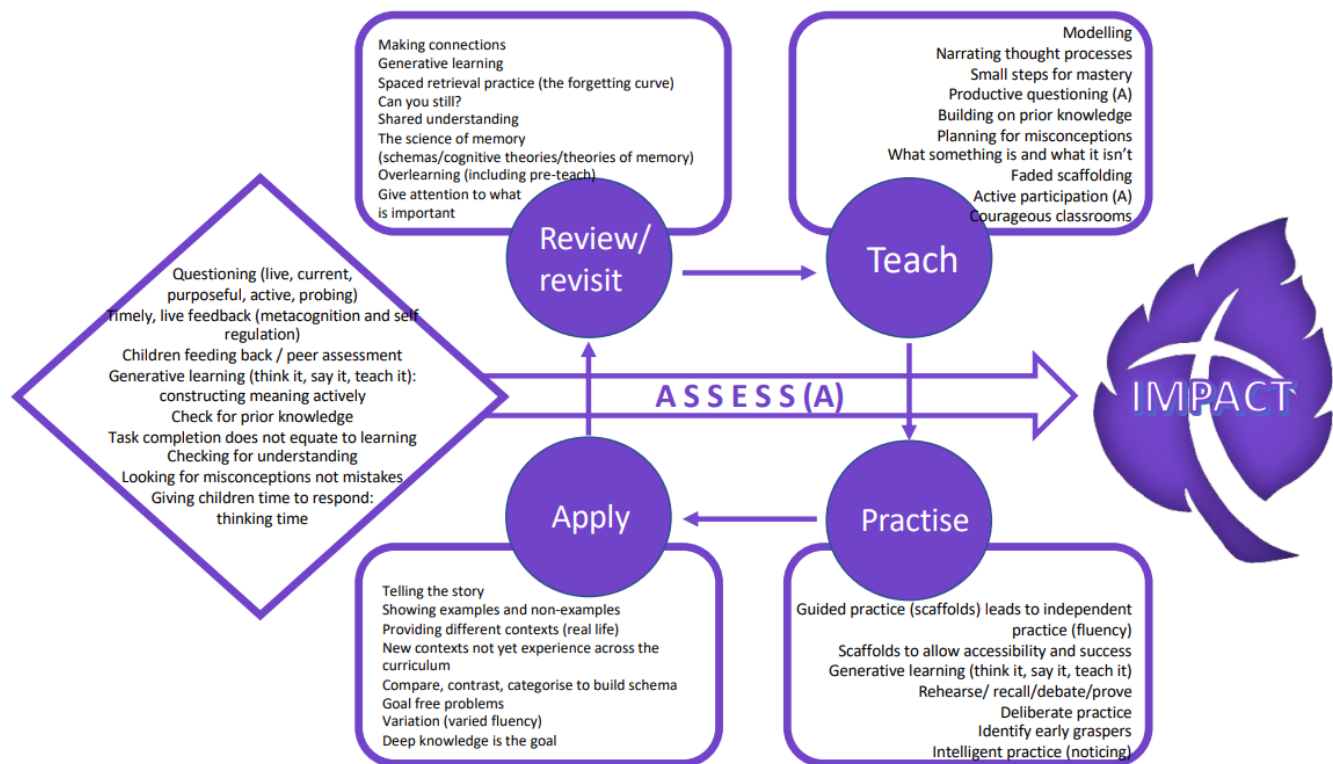 Making connections
Generative learning
Spaced retrieval practice (the forgetting curve)
Can you still?
Shared understanding
The science of memory
(schemas/cognitive theories/theories of memory)
Overlearning (including pre-teach)
Give attention to what
is important
Review/
revisit
Modelling
Narrating thought processes
Small steps for mastery
Productive questioning (A)
Building on prior knowledge
Planning for misconceptions
What something is and what it isn't
Faded scaffolding
Active participation (A)
Courageous classrooms
Teach
Questioning (live, current,
purposeful, active, probing)
Timely, live feedback (metacognition and self
regulation)
Children feeding back / peer assessment
Generative learning (think it, say it, teach it):
constructing meaning actively
Check for prior knowledge
Task completion does not equate to learning
Checking for understanding
Looking for misconceptions not mistakes
Giving children time to respond:
thinking time
A S S E S S (A)
IMPACT
Apply
Telling the story
Showing examples and non-examples
Providing different contexts (real life)
New contexts not yet experience across the
curriculum
Compare, contrast, categorise to build schema
Goal free problems
Variation (varied fluency)
Deep knowledge is the goal
Practise
Guided practice (scaffolds) leads to independent
practice (fluency)
Scaffolds to allow accessibility and success
Generative learning (think it, say it, teach it)
Rehearse/ recall/debate/prove
Deliberate practice
Identify early graspers
Intelligent practice (noticing)